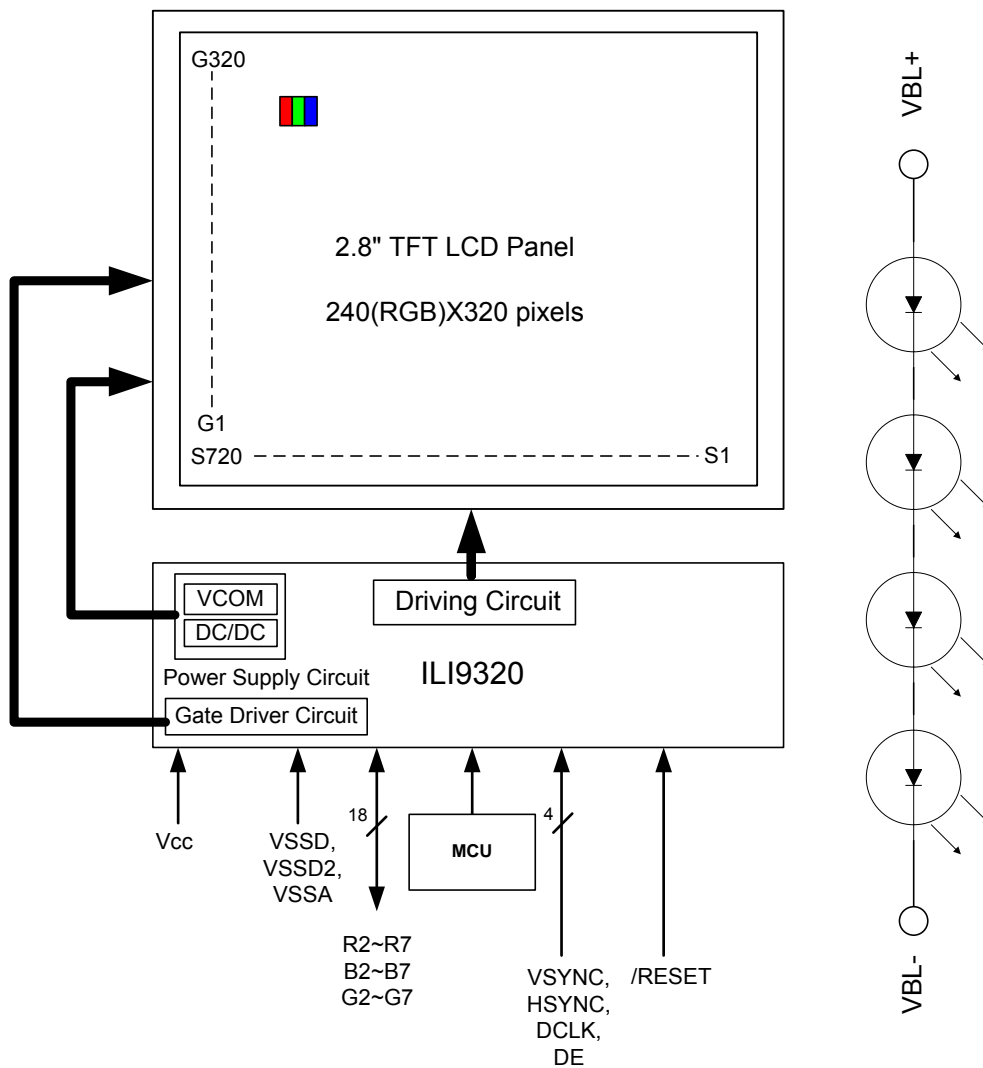 G320
2.8" TFT LCD Panel
240(RGB)X320 pixels
G1
S720
S1
VCOM
DC/DC
Power Supply Circuit
Gate Driver Circuit
Driving Circuit
ILI9320
Vcc
VSSD,
VSSD2,
VSSA
18
R2~R7
B2~B7
G2~G7
MCU
4
VSYNC,
HSYNC,
DCLK,
DE
/RESET
VBL+
VBL-